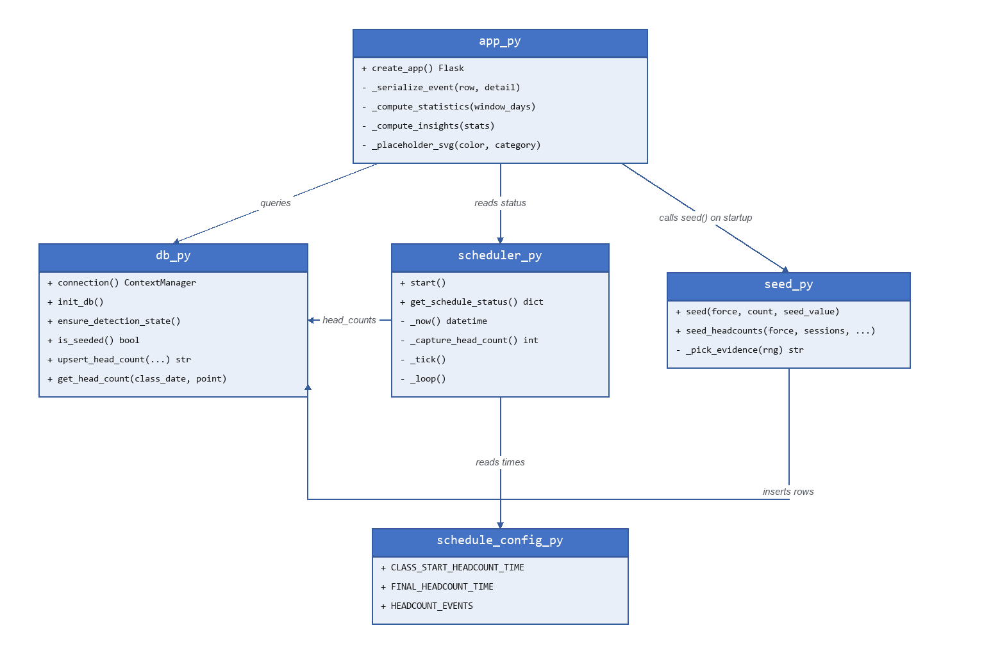 app_py
+ create_app() Flask
- _serialize_event(row, detail)
- _compute_statistics(window_days)
- _compute_insights(stats)
- _placeholder_svg(color, category)
queries
reads status
calls seed() on startup
db_py
+ connection() ContextManager
+ init_db()
+ ensure_detection_state()
+ is_seeded() bool
+ upsert_head_count(...) str
+ get_head_count(class_date, point)
head_counts
scheduler_py
+ start()
+ get_schedule_status() dict
- _now() datetime
- _capture_head_count() int
- _tick()
- _loop()
seed_py
+ seed(force, count, seed_value)
+ seed_headcounts(force, sessions, ...)
- _pick_evidence(rng) str
reads times
inserts rows
schedule_config_py
+ CLASS_START_HEADCOUNT_TIME
+ FINAL_HEADCOUNT_TIME
+ HEADCOUNT_EVENTS